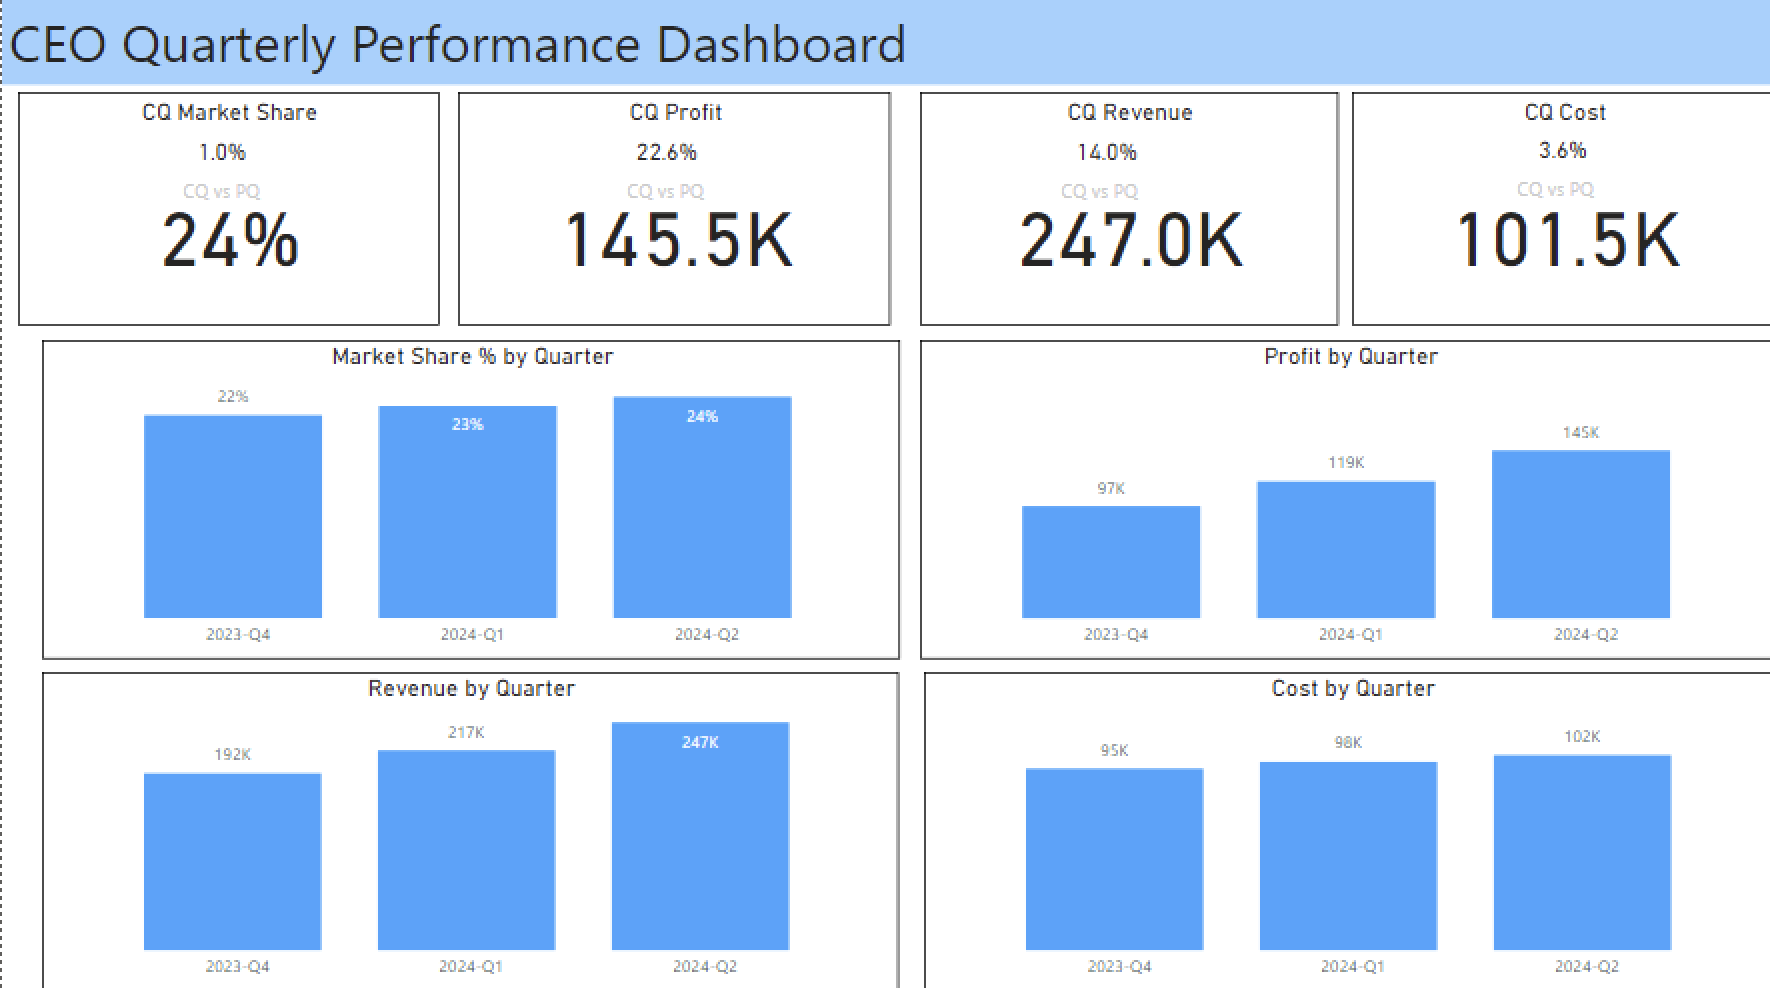 CEO Quarterly Performance Dashboard
CQ Market Share
1.0%
CQ vs PQ
24%
CQ Profit
22.6%
CQ vs PQ
145.5K
CQ Revenue
14.0%
CQ vs PQ
247.0K
CQ Cost
3.6%
CQ vs PQ
101.5K
Market Share % by Quarter
22%
23%
24%
2023-Q4
2024-Q1
2024-Q2
Profit by Quarter
97K
119K
145K
2023-Q4
2024-Q1
2024-Q2
Revenue by Quarter
192K
217K
247K
2023-Q4
2024-Q1
2024-Q2
Cost by Quarter
95K
98K
102K
2023-Q4
2024-Q1
2024-Q2